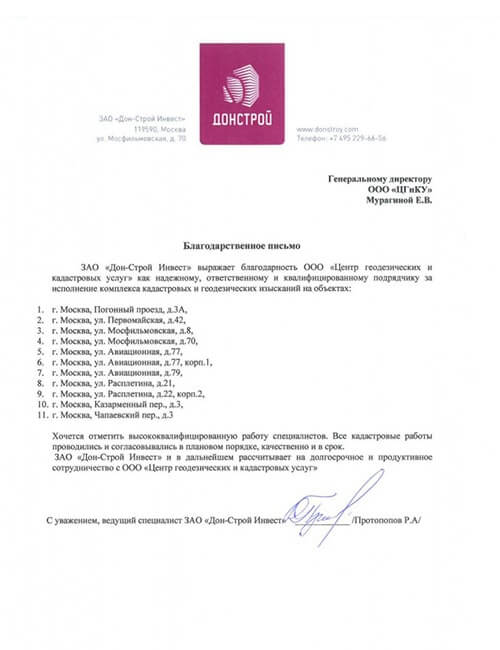 ДОНСТРОЙ
ЗАО «Дон-Строй Инвест»
119590, Москва
ул. Мосфильмовская, д. 70
www.donstroy.com
Телефон: +7 495 229-66-56
Генеральному директору
ООО «ЦГиКУ»
Мурагиной Е.В.
Благодарственное письмо
ЗАО «Дон-Строй Инвест» выражает благодарность ООО «Центр геодезических и
кадастровых услуг» как надежному, ответственному и квалифицированному подрядчику за
исполнение комплекса кадастровых и геодезических изысканий на объектах:
1. г. Москва, Погонный проезд, д.3А,
2. г. Москва, ул. Первомайская, д.42,
3. г. Москва, ул. Мосфильмовская, д.8,
4. г. Москва, ул. Мосфильмовская, д.70,
5. г. Москва, ул. Авиационная, д.77,
6. г. Москва, ул. Авиационная, д.77, корп.1,
7. г. Москва, ул. Авиационная, д.79,
8. г. Москва, ул. Расплетина, д.21,
9. г. Москва, ул. Расплетина, д.22, корп.2,
10. г. Москва, Казарменный пер., д.3,
11. г. Москва, Чапаевский пер., д.3
Хочется отметить высококвалифицированную работу специалистов. Все кадастровые работы
проводились и согласовывались в плановом порядке, качественно и в срок.
ЗАО «Дон-Строй Инвест» и в дальнейшем рассчитывает на долгосрочное и продуктивное
сотрудничество с ООО «Центр геодезических и кадастровых услуг»
С уважением, ведущий специалист ЗАО «Дон-Строй Инвест» /Протопопов Р.А/